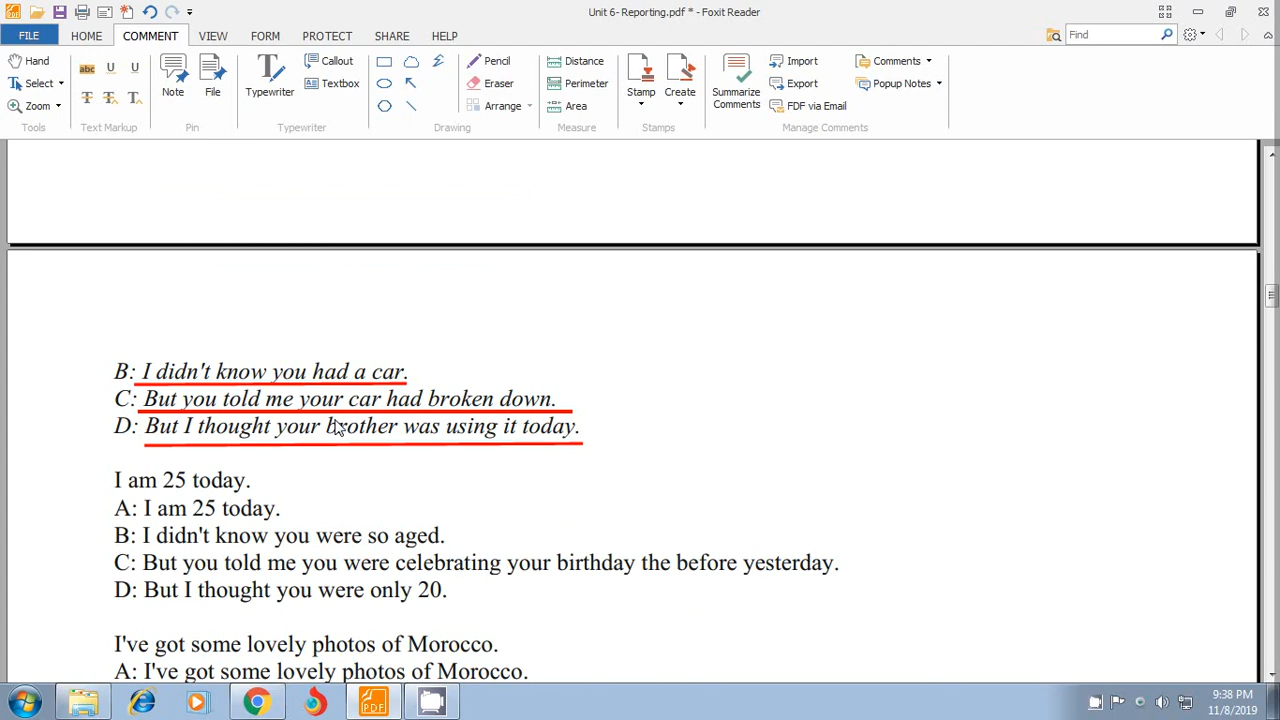 Unit 6- Reporting.pdf * - Foxit Reader
FILE HOME COMMENT VIEW FORM PROTECT SHARE HELP
Find
Hand
Select
Zoom
Tools
abc U U
T T T
Text Markup
Note
File
Pin
Typewriter
Callout
Textbox
Typewriter
Pencil
Eraser
Arrange
Drawing
Distance
Perimeter
Area
Measure
Stamp
Create
Stamps
Summarize
Comments
Import
Export
FDF via Email
Comments
Popup Notes
Manage Comments
B: I didn't know you had a car.
C: But you told me your car had broken down.
D: But I thought your brother was using it today.
I am 25 today.
A: I am 25 today.
B: I didn't know you were so aged.
C: But you told me you were celebrating your birthday the before yesterday.
D: But I thought you were only 20.
I've got some lovely photos of Morocco.
A: I've got some lovely photos of Morocco.
PDF
9:38 PM
11/8/2019